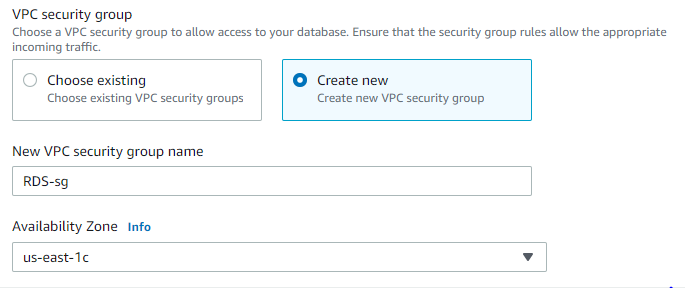 VPC security group
Choose a VPC security group to allow access to your database. Ensure that the security group rules allow the appropriate
incoming traffic.
Choose existing
Choose existing VPC security groups
Create new
Create new VPC security group
New VPC security group name
RDS-sg
Availability Zone Info
us-east-1c